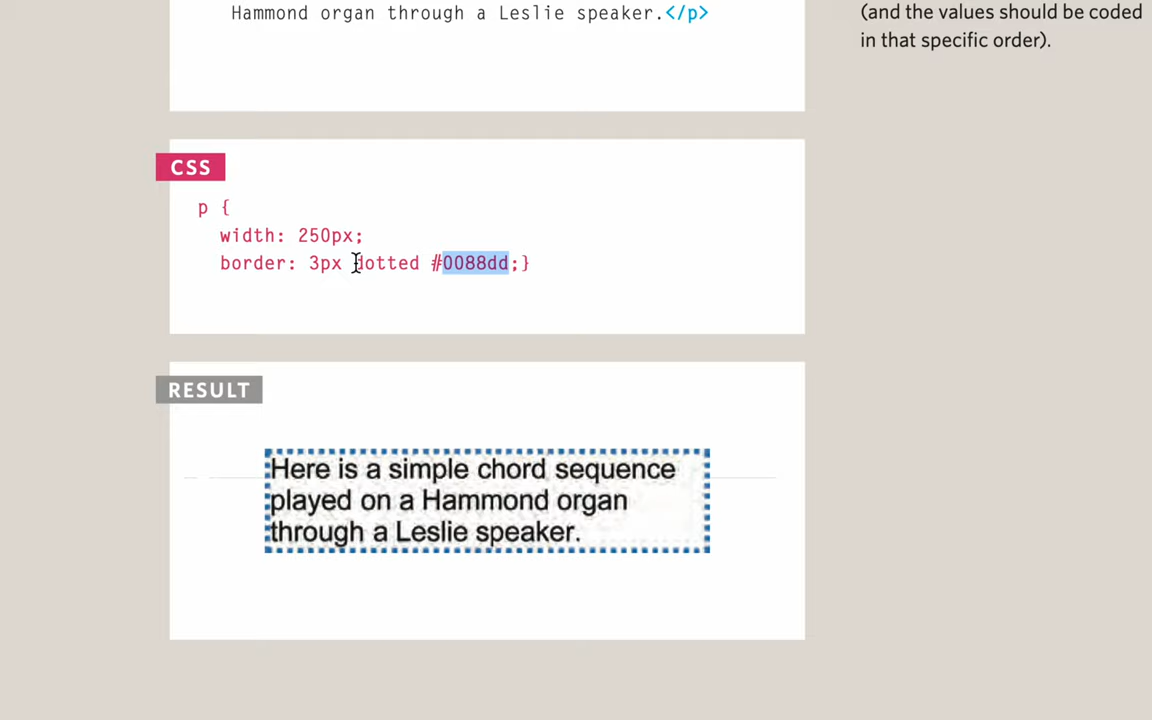 Hammond organ through a Leslie speaker.</p>
(and the values should be coded
in that specific order).
CSS
p {
width: 250px;
border: 3px dotted #0088dd;}
RESULT
Here is a simple chord sequence
played on a Hammond organ
through a Leslie speaker.